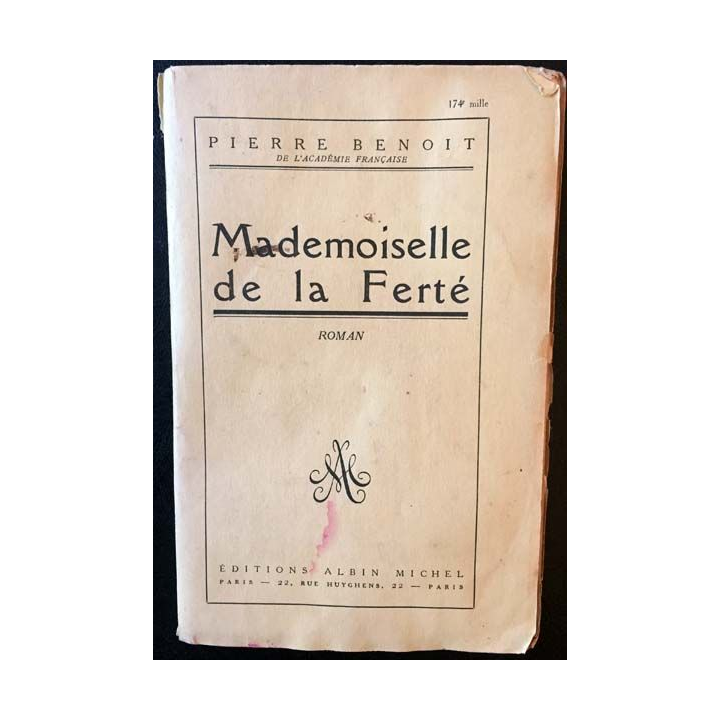 174e mille
PIERRE BENOIT
DE L'ACADÉMIE FRANÇAISE
Mademoiselle
de la Ferté
ROMAN
AM
ÉDITIONS ALBIN MICHEL
PARIS — 22, RUE HUYGHENS, 22 — PARIS